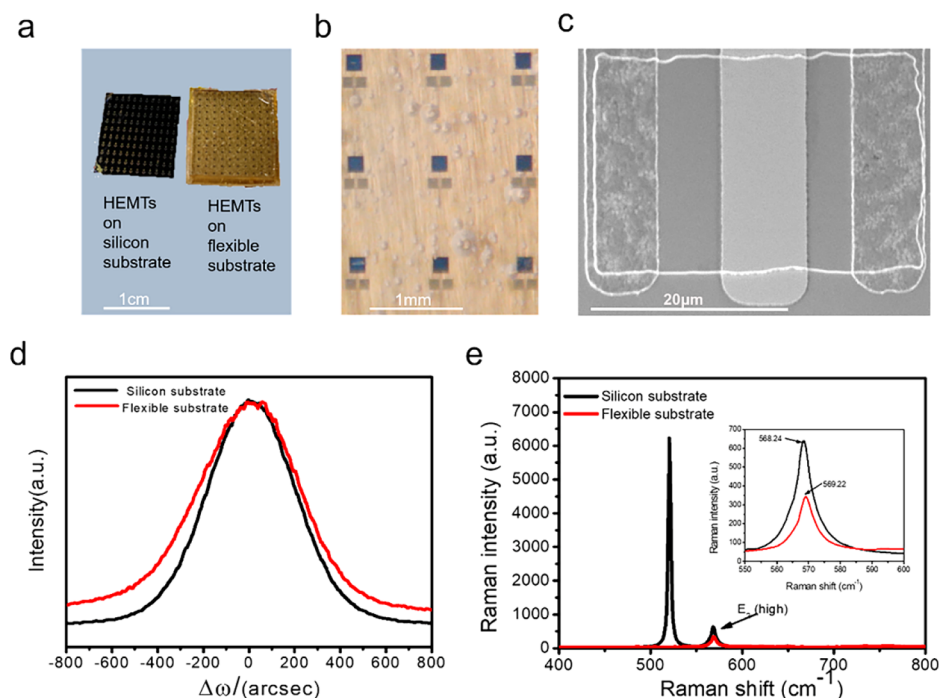 a
b
c
HEMTs
on
silicon
substrate
HEMTs
on
flexible
substrate
1cm
1mm
20μm
d
e
Silicon substrate
Flexible substrate
Intensity(a.u.)
-800 -600 -400 -200 0 200 400 600 800
Δω/(arcsec)
Silicon substrate
Flexible substrate
8000
7000
6000
5000
4000
3000
2000
1000
0
Raman intensity (a.u.)
400 500 600 700 800
Raman shift (cm⁻¹)
E₂ (high)
700
600
500
400
300
200
100
0
Raman intensity (a.u.)
568.24
569.22
550 560 570 580 590 600
Raman shift (cm⁻¹)